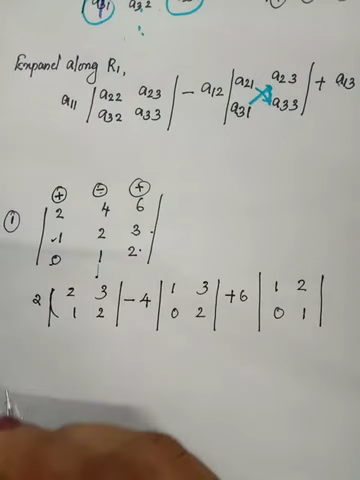 a31 a32
Expand along R1,
a11 | a22 a23 | - a12 | a21 a23 | + a13
| a32 a33 | | a31 a33 |
+ - +
① | 2 4 6 |
| 1 2 3 |
| 0 1 2 |
2 | 2 3 | - 4 | 1 3 | + 6 | 1 2 |
| 1 2 | | 0 2 | | 0 1 |